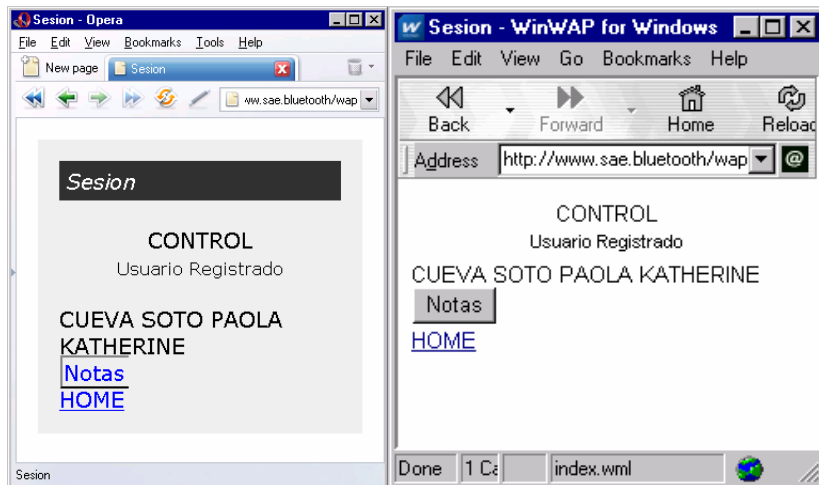 Sesion - Opera
File Edit View Bookmarks Tools Help
New page Sesion
ww.sae.bluetooth/wap
Sesion
CONTROL
Usuario Registrado
CUEVA SOTO PAOLA
KATHERINE
Notas
HOME
Sesion
Sesion - WinWAP for Windows
File Edit View Go Bookmarks Help
Back Forward Home Reload
Address http://www.sae.bluetooth/wap
CONTROL
Usuario Registrado
CUEVA SOTO PAOLA KATHERINE
Notas
HOME
Done 1 Ca index.wml